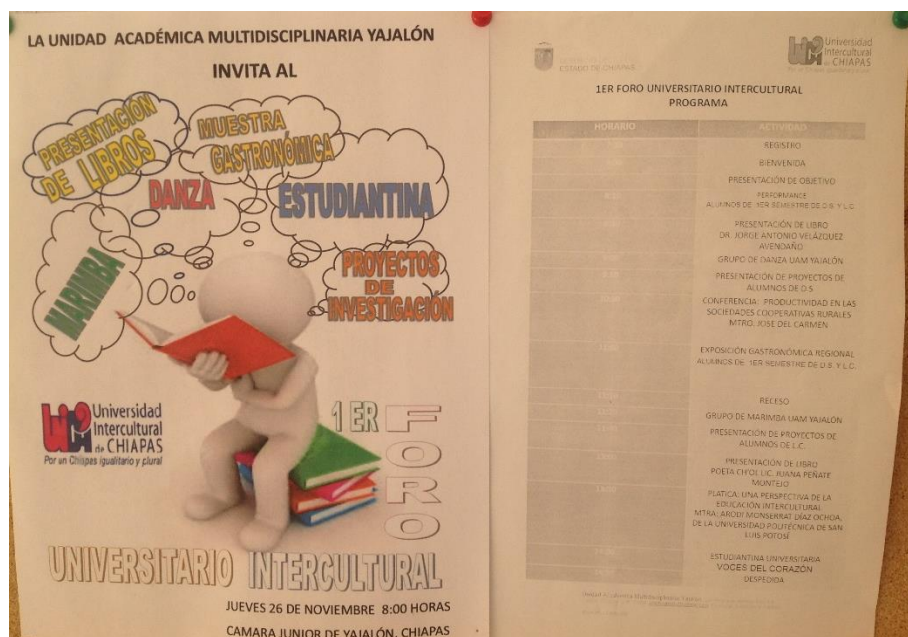 LA UNIDAD ACADÉMICA MULTIDISCIPLINARIA YAJALÓN
INVITA AL
PRESENTACIÓN
DE LIBROS
MUESTRA
GASTRONÓMICA
DANZA
ESTUDIANTINA
MARIMBA
PROYECTOS
DE
INVESTIGACIÓN
Universidad
Intercultural
de CHIAPAS
Por un Chiapas igualitario y plural
1 ER
FORO
UNIVERSITARIO INTERCULTURAL
JUEVES 26 DE NOVIEMBRE 8:00 HORAS
CAMARA JUNIOR DE YAJALÓN, CHIAPAS
ESTADO DE CHIAPAS
Universidad
Intercultural
de CHIAPAS
1ER FORO UNIVERSITARIO INTERCULTURAL
PROGRAMA
HORARIO ACTIVIDAD
REGISTRO
BIENVENIDA
PRESENTACIÓN DE OBJETIVO
PERFORMANCE
ALUMNOS DE 1ER SEMESTRE DE D.S. Y L.C.
PRESENTACIÓN DE LIBRO
DR. JORGE ANTONIO VELÁZQUEZ
AVENDAÑO
GRUPO DE DANZA UAM YAJALÓN
PRESENTACIÓN DE PROYECTOS DE
ALUMNOS DE D.S
CONFERENCIA: PRODUCTIVIDAD EN LAS
SOCIEDADES COOPERATIVAS RURALES
MTRO. JOSE DEL CARMEN
EXPOSICIÓN GASTRONÓMICA REGIONAL
ALUMNOS DE 1ER SEMESTRE DE D.S. Y L.C.
RECESO
GRUPO DE MARIMBA UAM YAJALÓN
PRESENTACIÓN DE PROYECTOS DE
ALUMNOS DE L.C.
PRESENTACIÓN DE LIBRO
POETA CH'OL LIC. JUANA PEÑATE
MONTEJO
PLATICA: UNA PERSPECTIVA DE LA
EDUCACIÓN INTERCULTURAL
MTRA: ARODI MONSERRAT DÍAZ OCHOA,
DE LA UNIVERSIDAD POLITÉCNICA DE SAN
LUIS POTOSÍ
ESTUDIANTINA UNIVERSITARIA
VOCES DEL CORAZÓN
DESPEDIDA